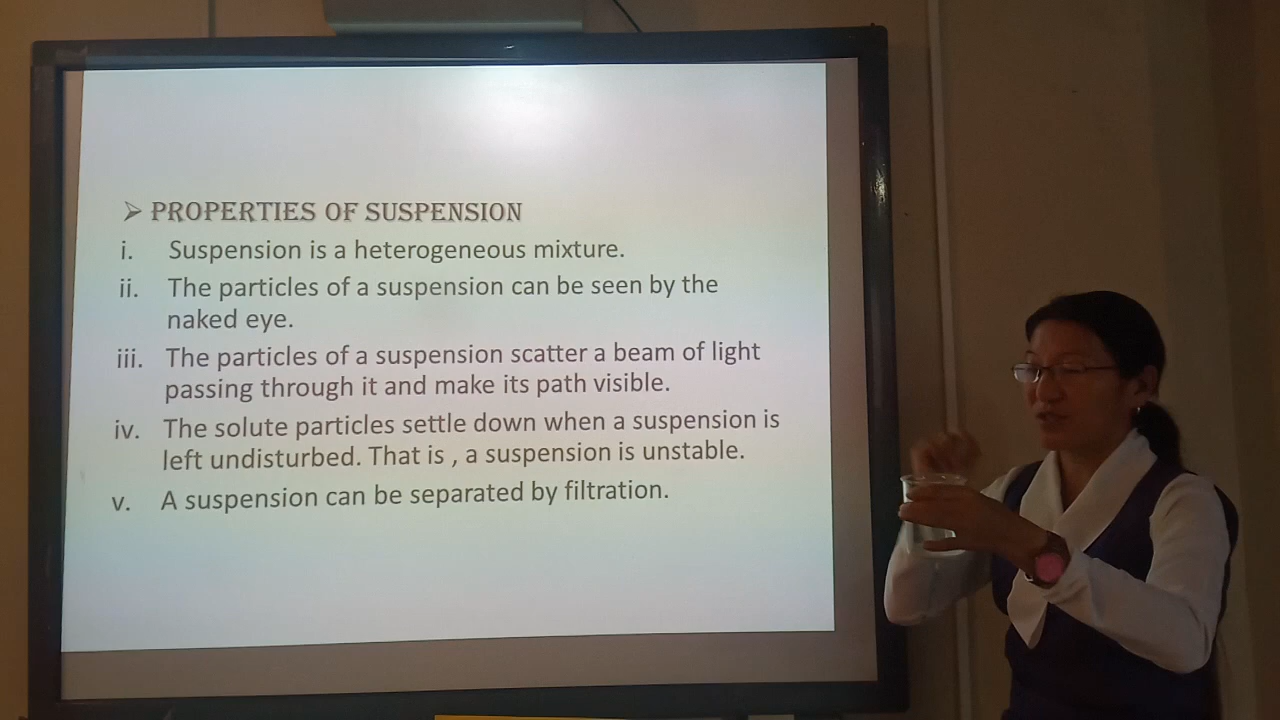 ➢ PROPERTIES OF SUSPENSION
i. Suspension is a heterogeneous mixture.
ii. The particles of a suspension can be seen by the
naked eye.
iii. The particles of a suspension scatter a beam of light
passing through it and make its path visible.
iv. The solute particles settle down when a suspension is
left undisturbed. That is , a suspension is unstable.
v. A suspension can be separated by filtration.